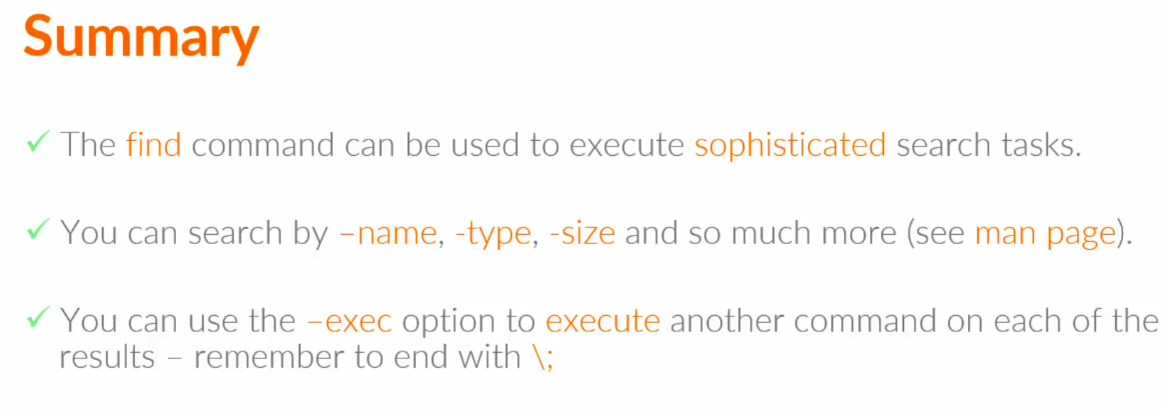 Summary
✓ The find command can be used to execute sophisticated search tasks.
✓ You can search by –name, -type, -size and so much more (see man page).
✓ You can use the –exec option to execute another command on each of the
results – remember to end with \;